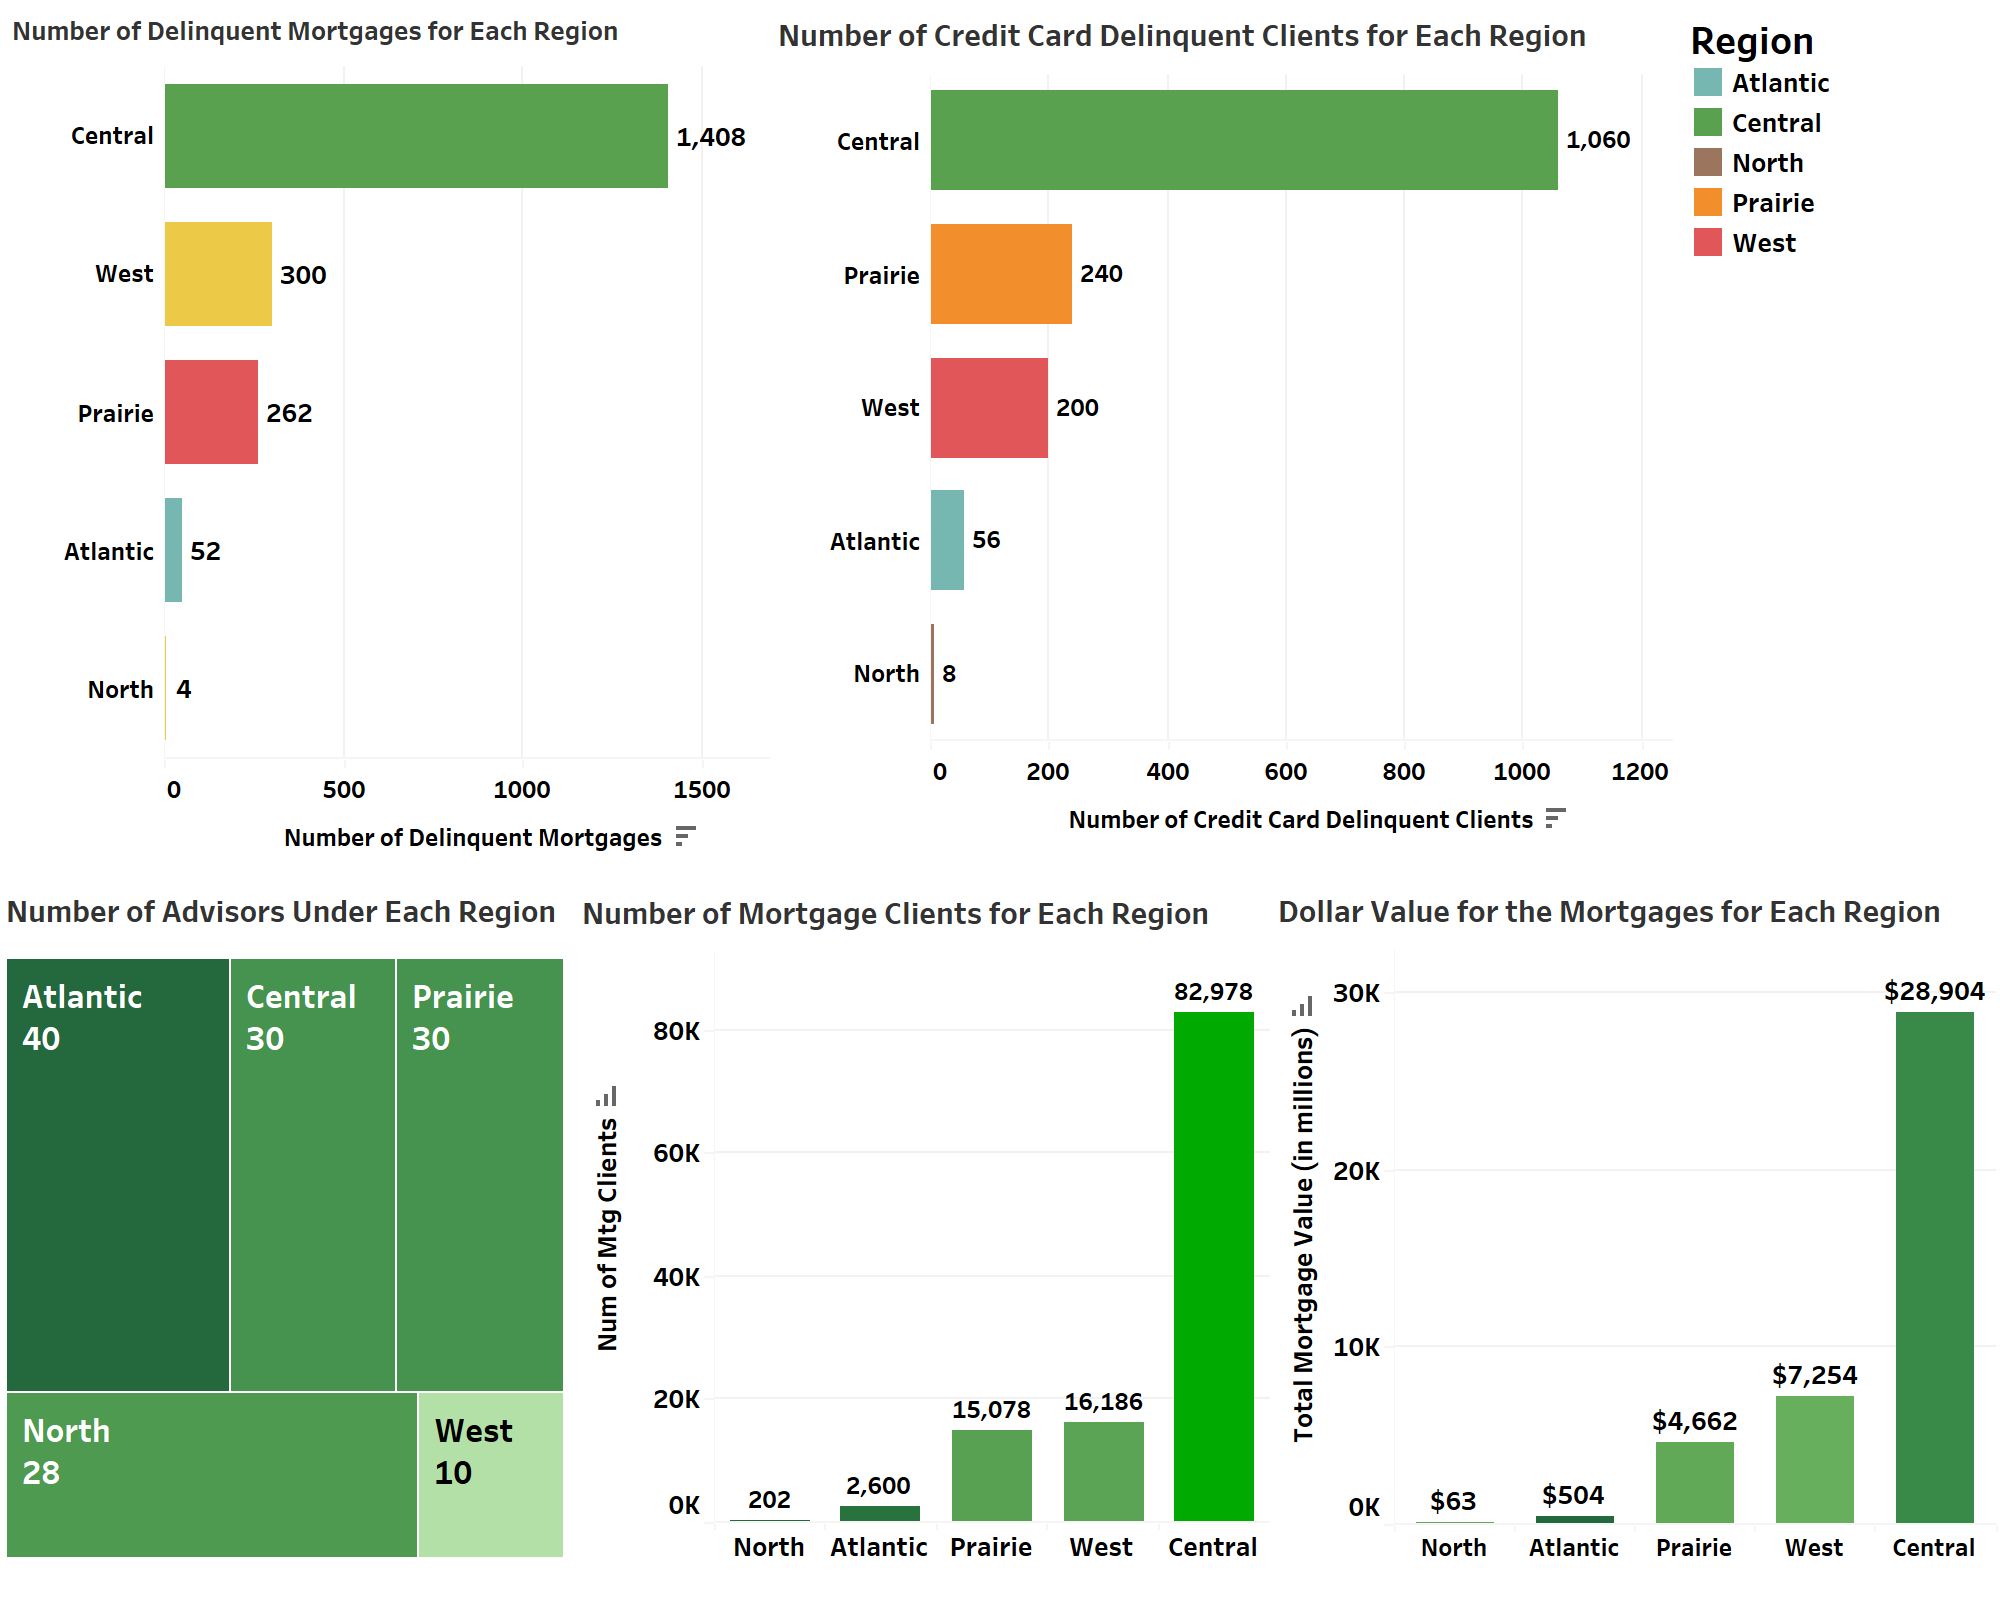 Number of Delinquent Mortgages for Each Region
Central
1,408
West
300
Prairie
262
Atlantic
52
North
4
0 500 1000 1500
Number of Delinquent Mortgages
Number of Credit Card Delinquent Clients for Each Region
Central
1,060
Prairie
240
West
200
Atlantic
56
North
8
0 200 400 600 800 1000 1200
Number of Credit Card Delinquent Clients
Region
Atlantic
Central
North
Prairie
West
Number of Advisors Under Each Region
Atlantic
40
Central
30
Prairie
30
North
28
West
10
Number of Mortgage Clients for Each Region
Num of Mtg Clients
80K
60K
40K
20K
0K
202
2,600
15,078
16,186
82,978
North Atlantic Prairie West Central
Dollar Value for the Mortgages for Each Region
Total Mortgage Value (in millions)
30K
20K
10K
0K
$63
$504
$4,662
$7,254
$28,904
North Atlantic Prairie West Central